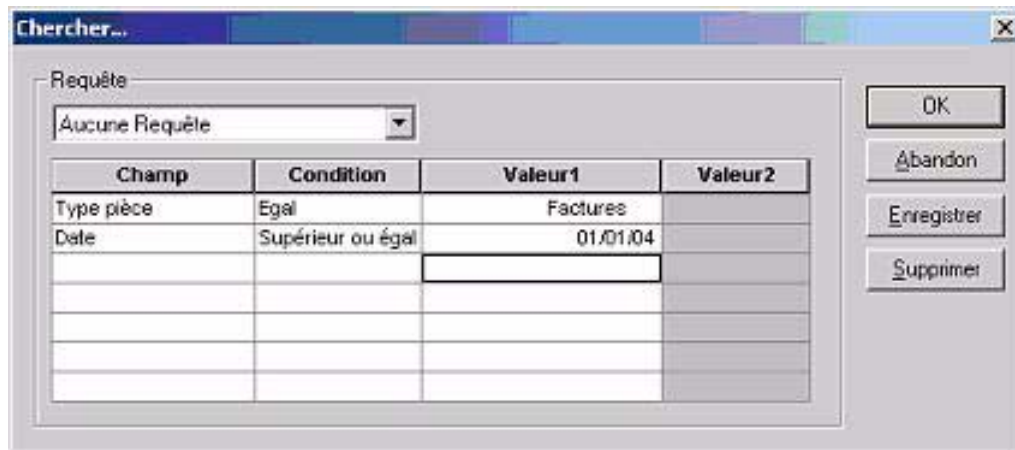 Chercher...
Requête
Aucune Requête
OK
Abandon
Enregistrer
Supprimer
Champ Condition Valeur1 Valeur2
Type pièce Egal Factures
Date Supérieur ou égal 01/01/04